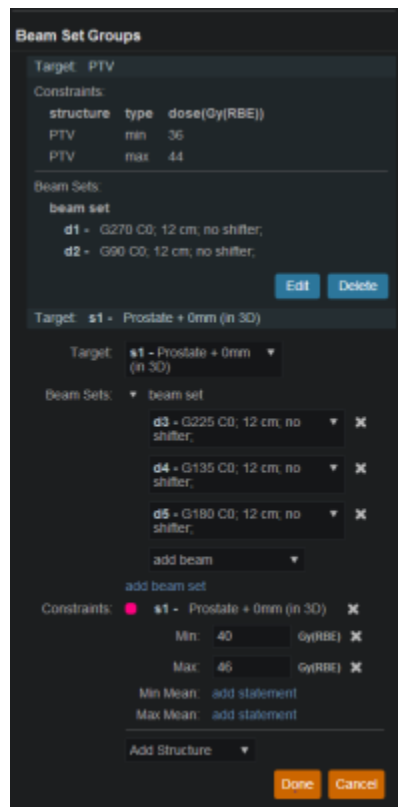 Beam Set Groups
Target: PTV
Constraints:
structure type dose(Gy(RBE))
PTV min 36
PTV max 44
Beam Sets:
beam set
d1 - G270 C0; 12 cm; no shifter;
d2 - G90 C0; 12 cm; no shifter;
Edit Delete
Target: s1 - Prostate + 0mm (in 3D)
Target: s1 - Prostate + 0mm
(in 3D)
Beam Sets: beam set
d3 - G225 C0; 12 cm; no
shifter;
d4 - G135 C0; 12 cm; no
shifter;
d5 - G180 C0; 12 cm; no
shifter;
add beam
add beam set
Constraints: s1 - Prostate + 0mm (in 3D)
Min: 40 Gy(RBE)
Max: 46 Gy(RBE)
Min Mean: add statement
Max Mean: add statement
Add Structure
Done Cancel